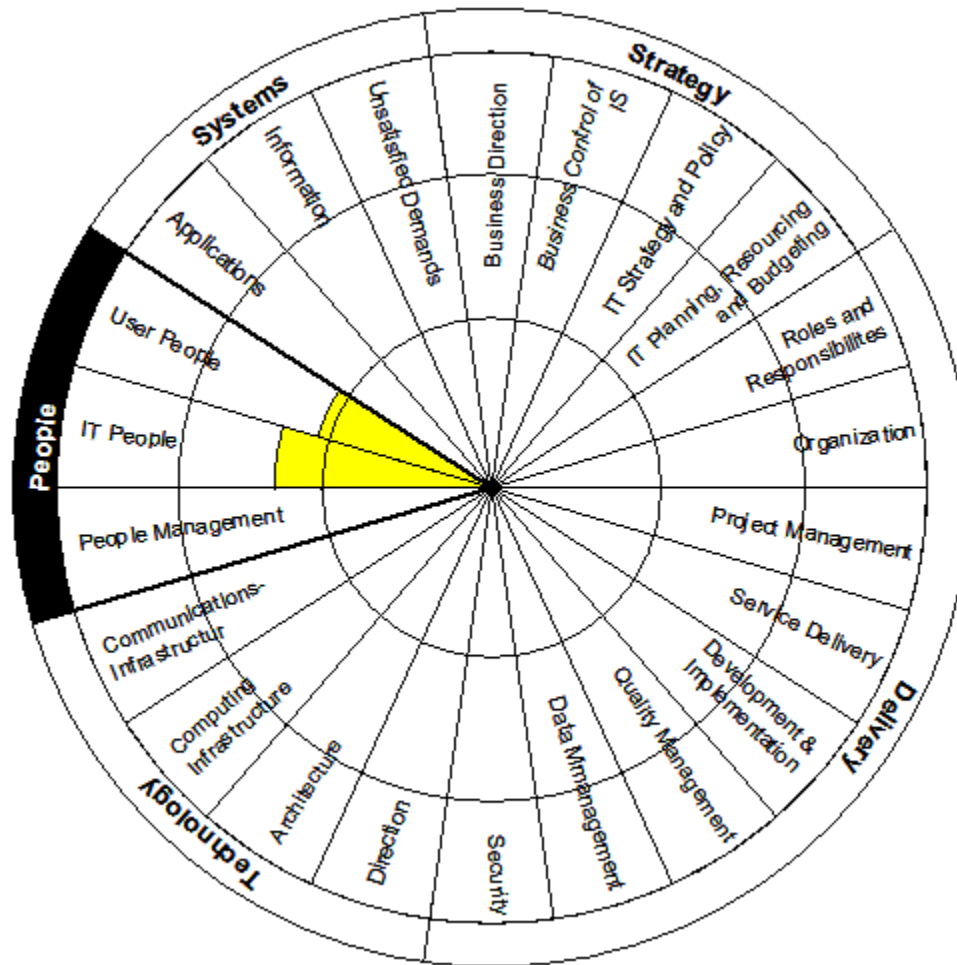 Systems
Strategy
People
Technology
Delivery
Unsatisfied Demands
Business Direction
Business Control of
IS
IT Strategy and Policy
IT Planning, Resourcing
and Budgeting
Roles and
Responsibilites
Organization
Project Management
Service Delivery
Development &
Implementation
Quality Management
Data Mmanagement
Security
Direction
Architecture
Computing
Infrastructure
Communications-
Infrastructur
People Management
IT People
User People
Applications
Information